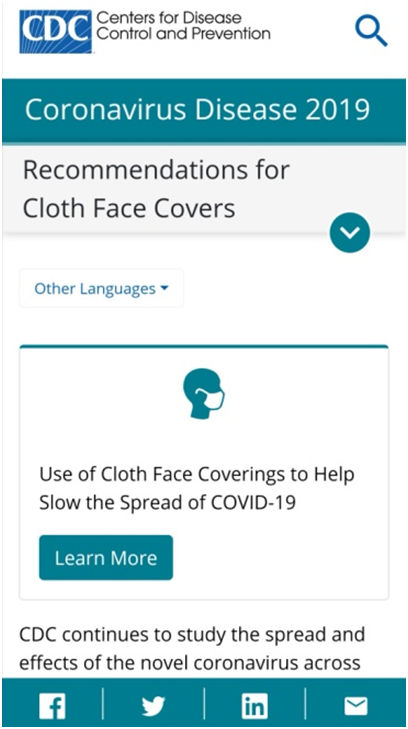 CDC
Centers for Disease
Control and Prevention
Coronavirus Disease 2019
Recommendations for
Cloth Face Covers
Other Languages
Use of Cloth Face Coverings to Help
Slow the Spread of COVID-19
Learn More
CDC continues to study the spread and
effects of the novel coronavirus across
f
in